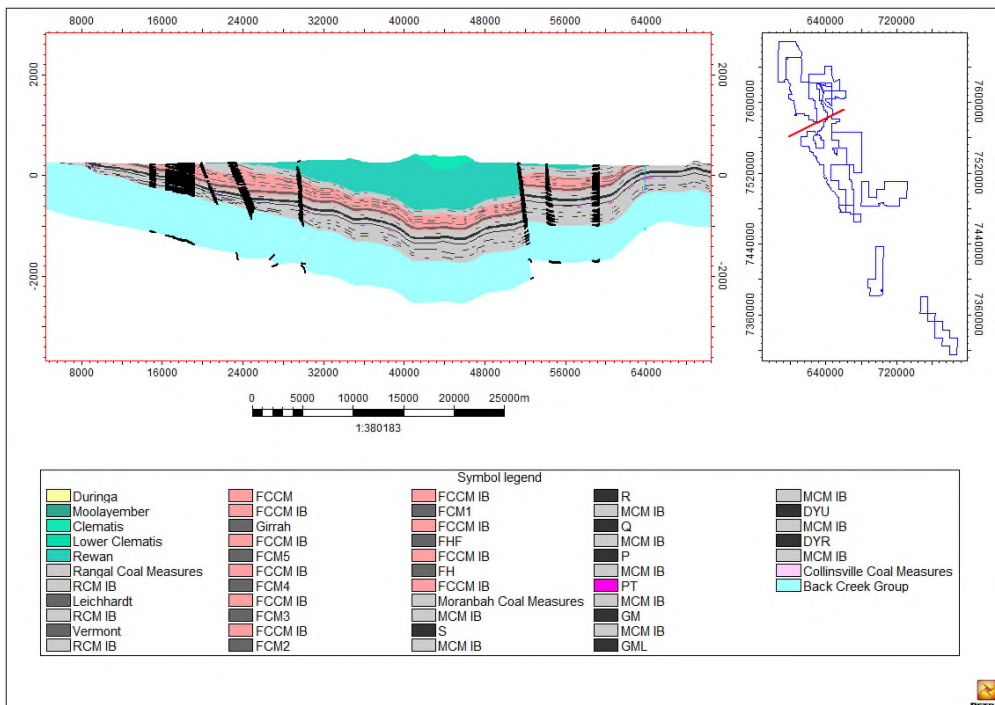 8000 16000 24000 32000 40000 48000 56000 64000
640000 720000
2000 2000
0 0
-2000 -2000
7600000 7600000
7520000 7520000
7440000 7440000
7360000 7360000
8000 16000 24000 32000 40000 48000 56000 64000
640000 720000
0 5000 10000 15000 20000 25000m
1:380183
Symbol legend
Duringa FCCM FCCM IB R MCM IB
Moolayember FCCM IB FCM1 MCM IB DYU
Clematis Girrah FCCM IB Q MCM IB
Lower Clematis FCCM IB FHF MCM IB DYR
Rewan FCM5 FCCM IB P MCM IB
Rangal Coal Measures FCCM IB FH MCM IB Collinsville Coal Measures
RCM IB FCM4 FCCM IB PT Back Creek Group
Leichhardt FCCM IB Moranbah Coal Measures MCM IB
RCM IB FCM3 MCM IB GM
Vermont FCCM IB S MCM IB
RCM IB FCM2 MCM IB GML